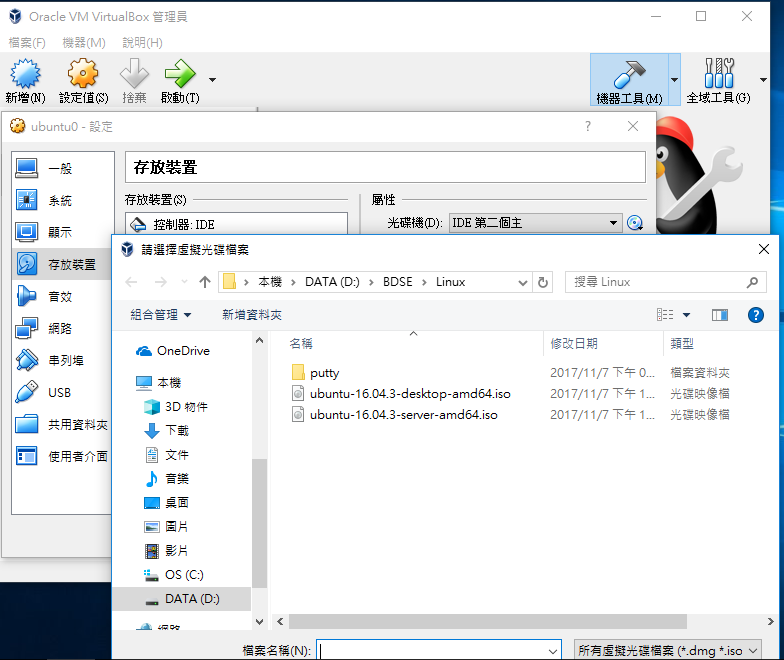 Oracle VM VirtualBox 管理員
檔案(F) 機器(M) 說明(H)
新增(N) 設定值(S) 捨棄 啟動(T) 機器工具(M) 全域工具(G)
ubuntu0 - 設定 ?
一般
系統
顯示
存放裝置
音效
網路
串列埠
USB
共用資料夾
使用者介面
存放裝置
存放裝置(S) 屬性
控制器: IDE 光碟機(D): IDE 第二個主
請選擇虛擬光碟檔案
本機 > DATA (D:) > BDSE > Linux 搜尋 Linux
組合管理 新增資料夾 ?
OneDrive
本機
3D 物件
下載
文件
音樂
桌面
圖片
影片
OS (C:)
DATA (D:)
網路
名稱 修改日期 類型
putty 2017/11/7 下午 0... 檔案資料夾
ubuntu-16.04.3-desktop-amd64.iso 2017/11/7 下午 1... 光碟映像檔
ubuntu-16.04.3-server-amd64.iso 2017/11/7 下午 1... 光碟映像檔
檔案名稱(N): 所有虛擬光碟檔案 (*.dmg *.iso